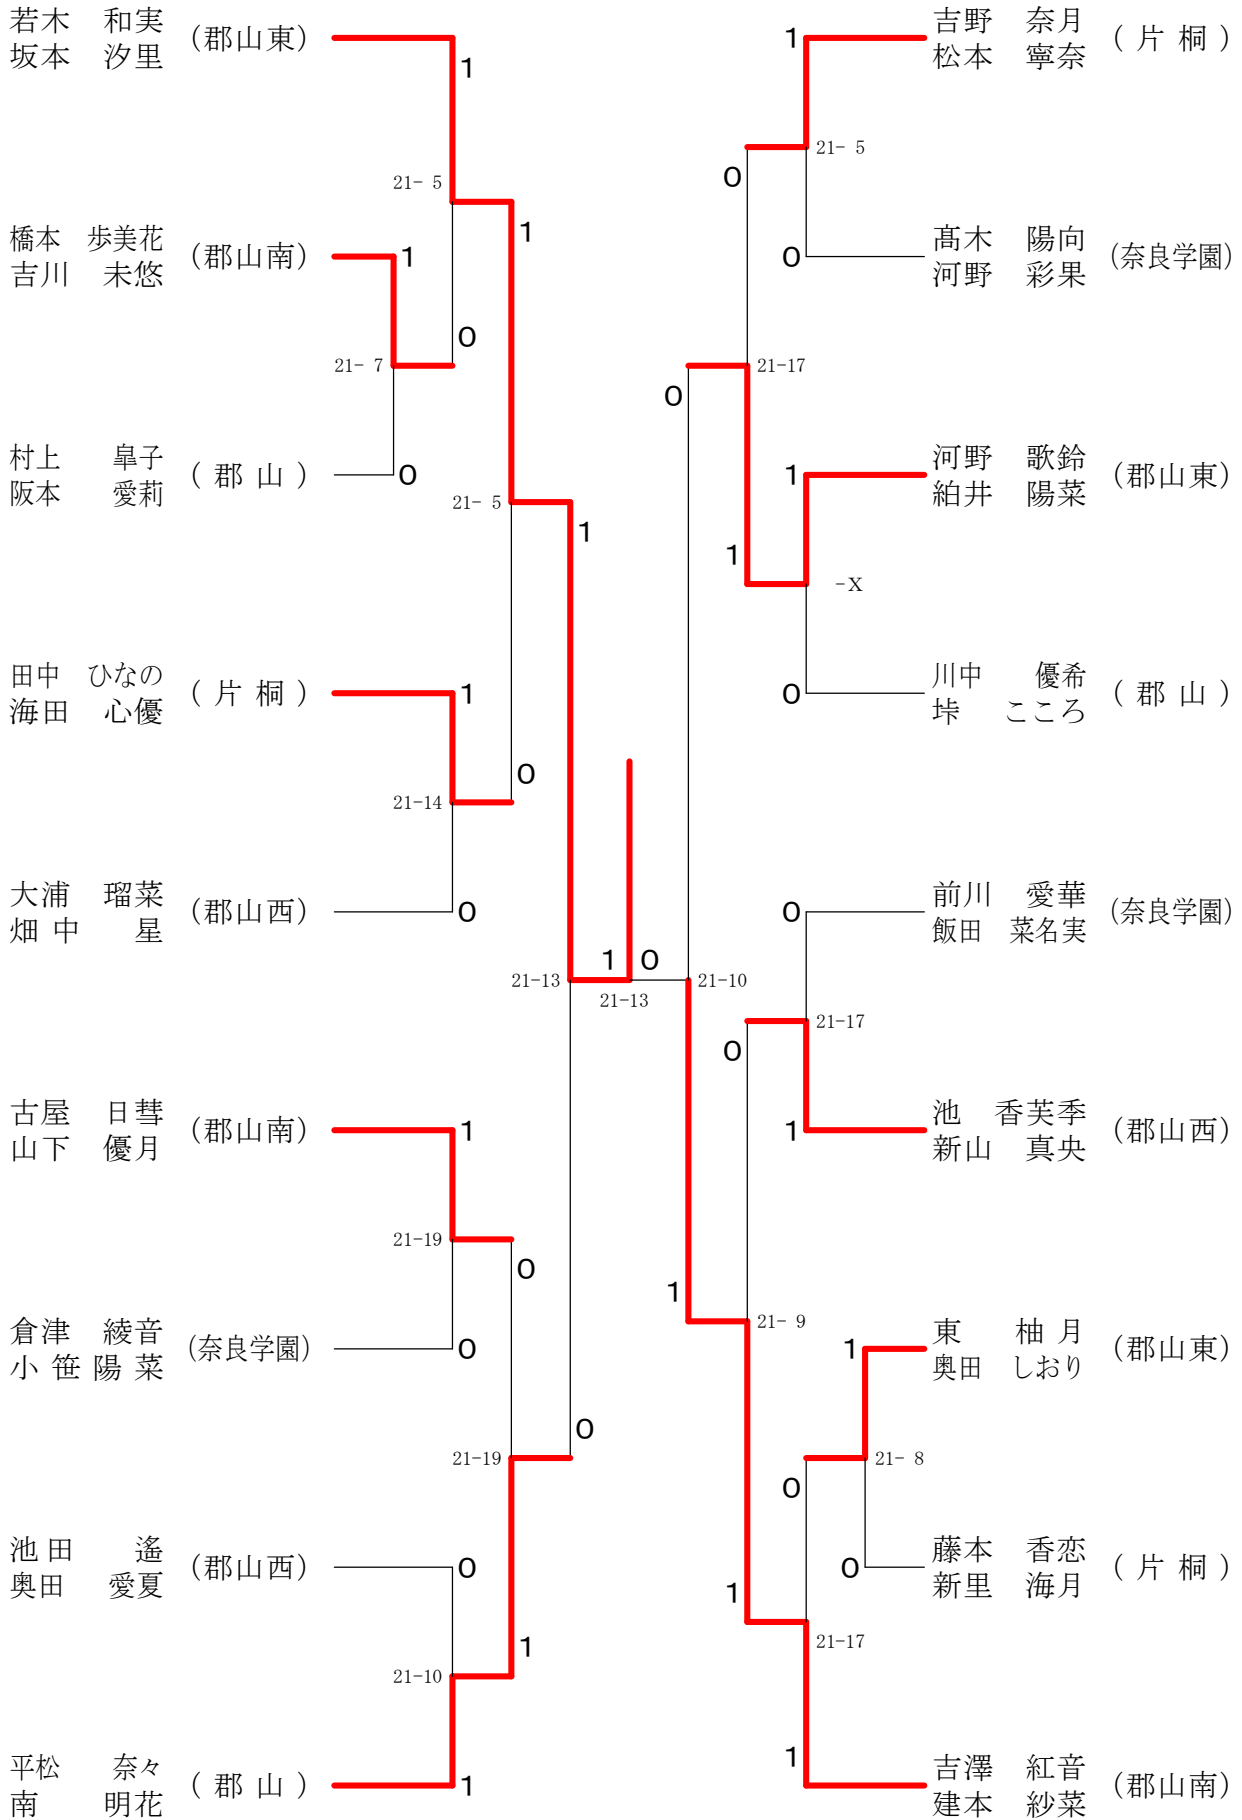 若木　和実
坂本　汐里
(郡山東)
1
21- 5
橋本　歩美花
吉川　未悠
(郡山南)
1
1
0
21- 7
村上　皐子
阪本　愛莉
(郡山)
0
21- 5
1
田中　ひなの
海田　心優
(片桐)
1
0
21-14
大浦　瑠菜
畑中　星
(郡山西)
0
21-13
1
0
21-13
古屋　日彗
山下　優月
(郡山南)
1
21-19
0
倉津　綾音
小笹　陽菜
(奈良学園)
0
0
21-19
池田　遙
奥田　愛夏
(郡山西)
0
1
21-10
平松　奈々
南　明花
(郡山)
1
1
吉野　奈月
松本　寧奈
(片桐)
21- 5
0
0
髙木　陽向
河野　彩果
(奈良学園)
21-17
0
1
河野　歌鈴
絈井　陽菜
(郡山東)
1
-X
0
川中　優希
垰　こころ
(郡山)
0
前川　愛華
飯田　菜名実
(奈良学園)
21-10
21-17
0
1
池　香芙季
新山　真央
(郡山西)
1
21- 9
1
東　柚月
奥田　しおり
(郡山東)
21- 8
0
0
藤本　香恋
新里　海月
(片桐)
1
21-17
1
吉澤　紅音
建本　紗菜
(郡山南)